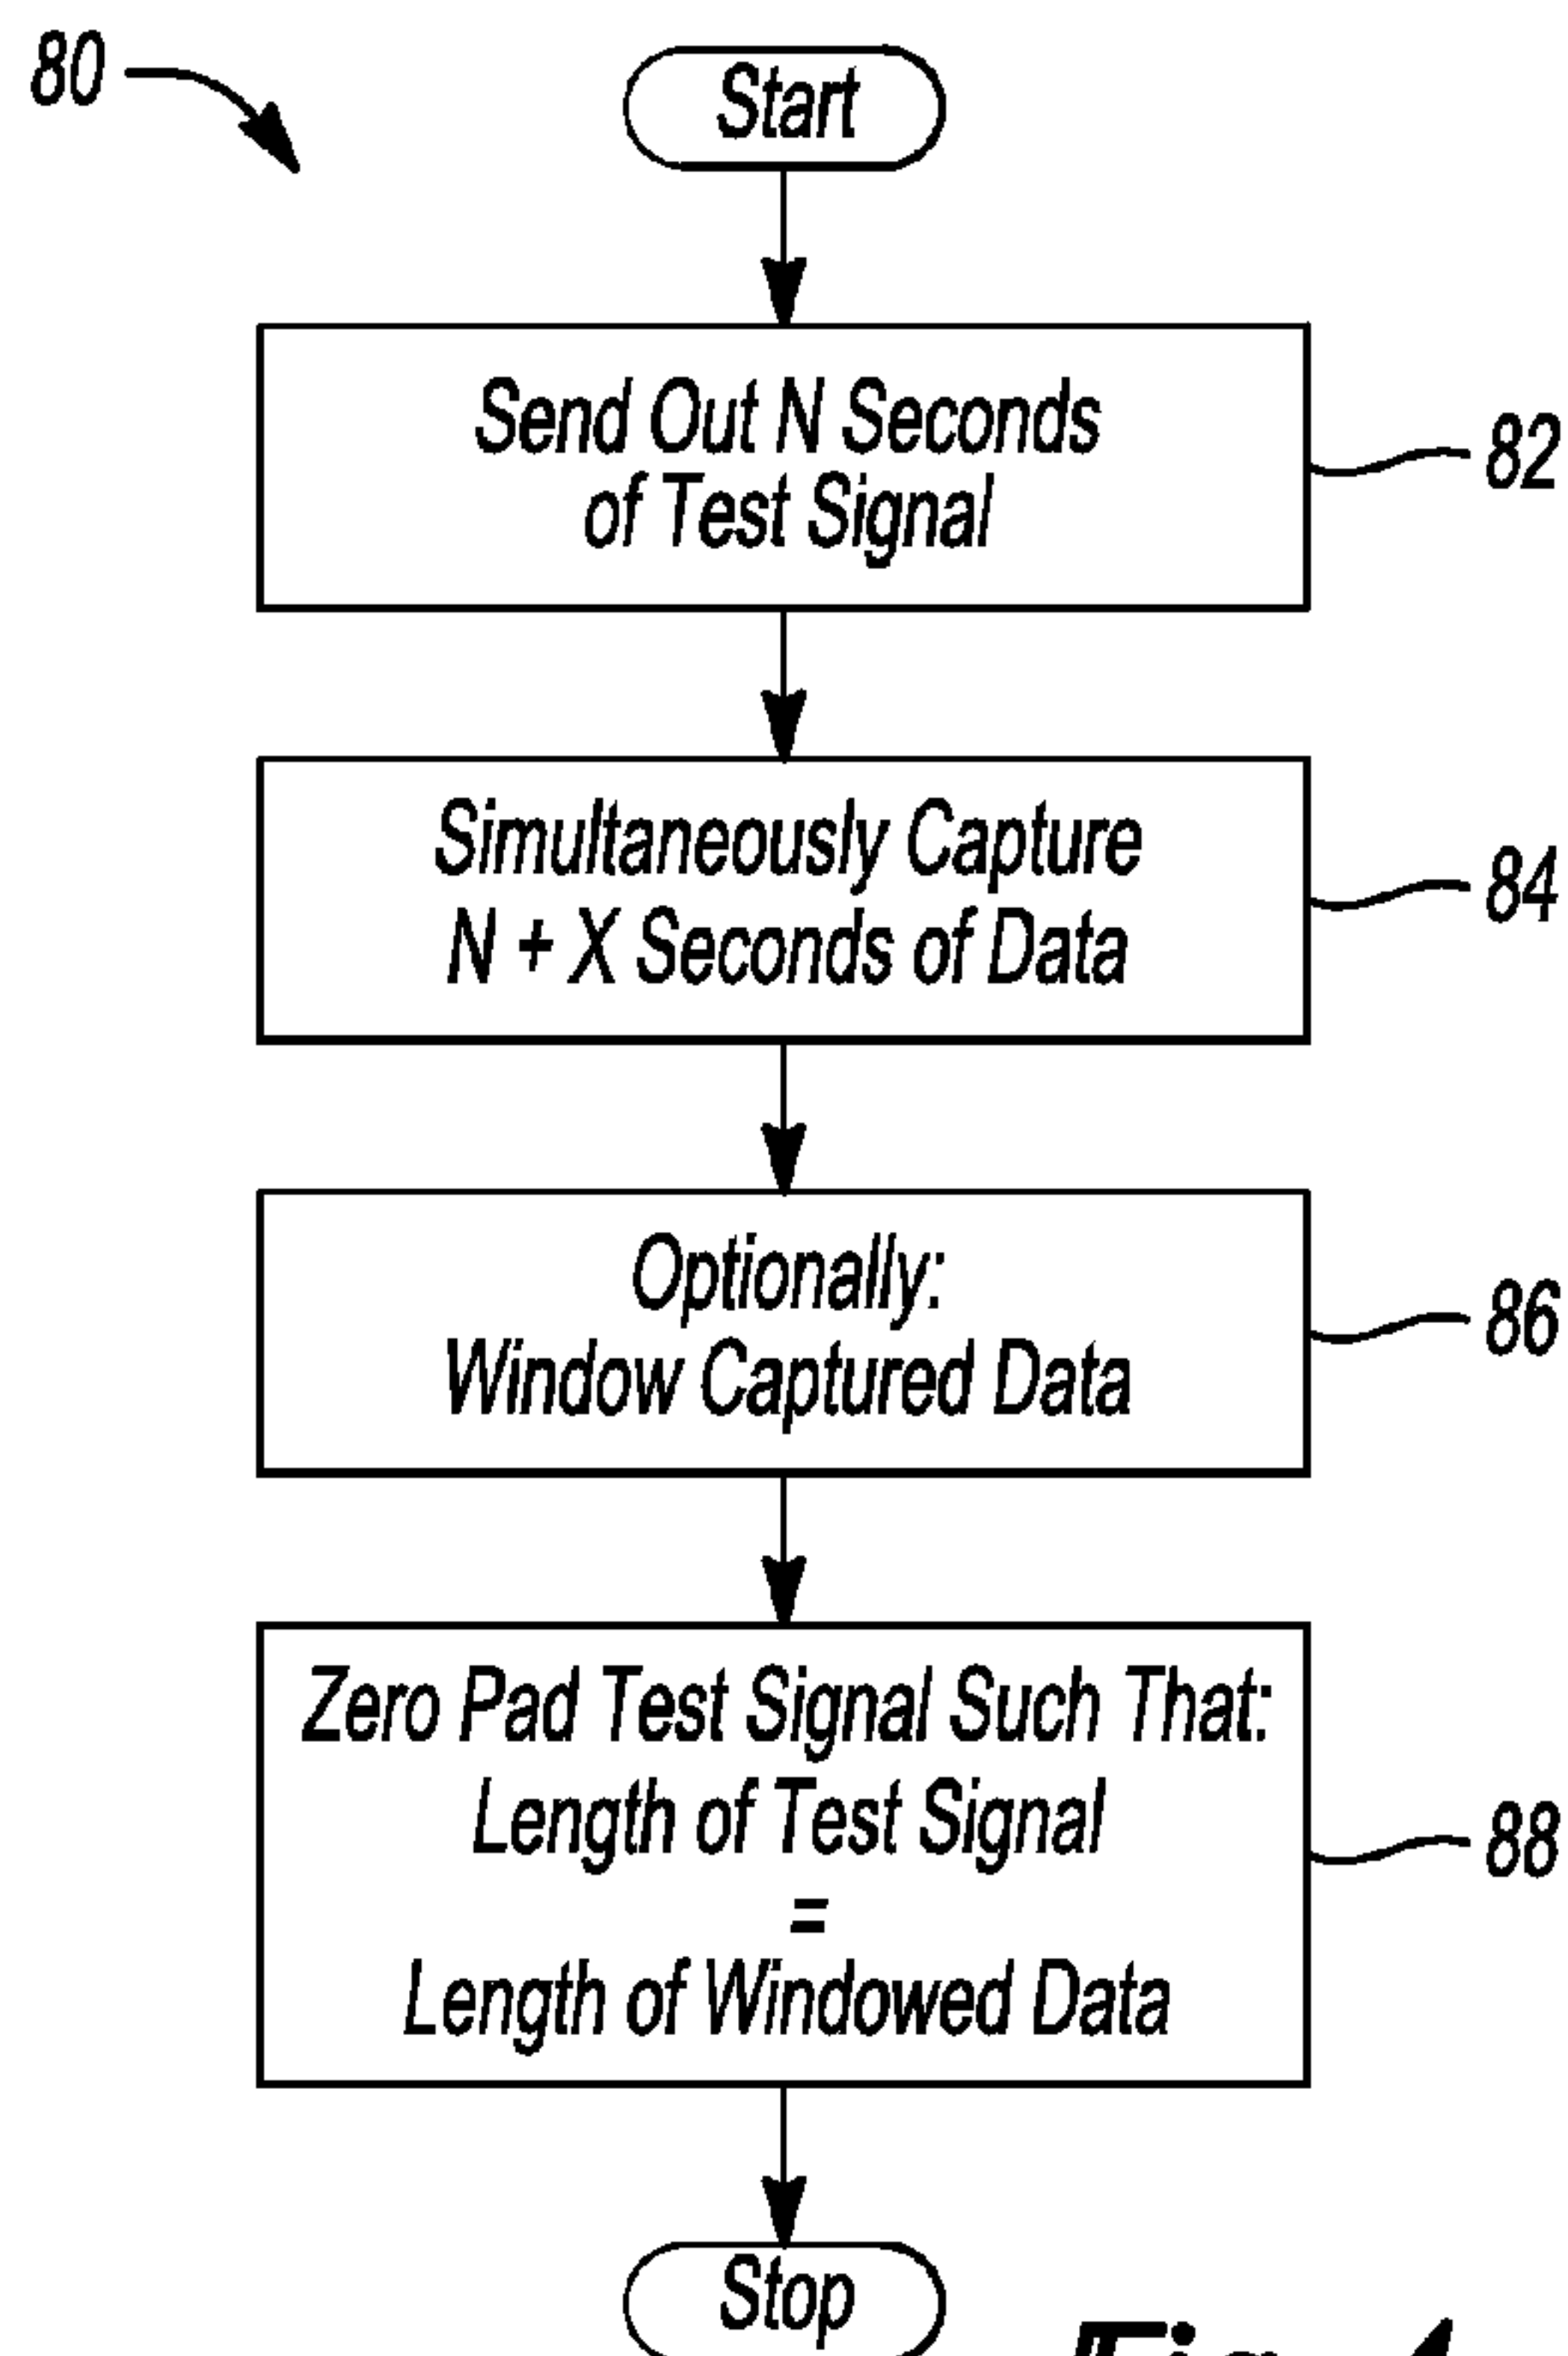 80
Start
Send Out N Seconds
of Test Signal
82
Simultaneously Capture
N + X Seconds of Data
84
Optionally:
Window Captured Data
86
Zero Pad Test Signal Such That:
Length of Test Signal
=
Length of Windowed Data
88
Stop